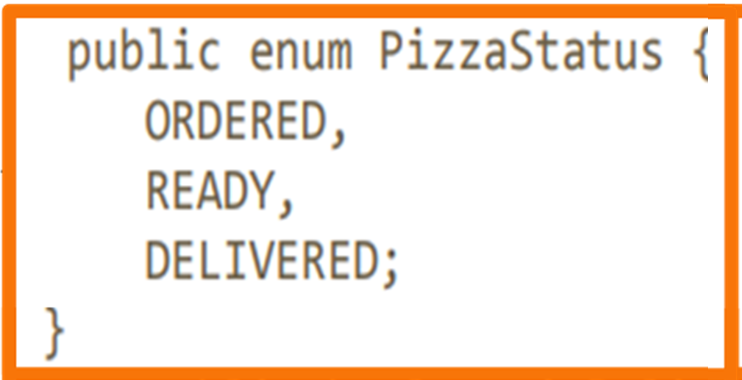 public enum PizzaStatus {
ORDERED,
READY,
DELIVERED;
}